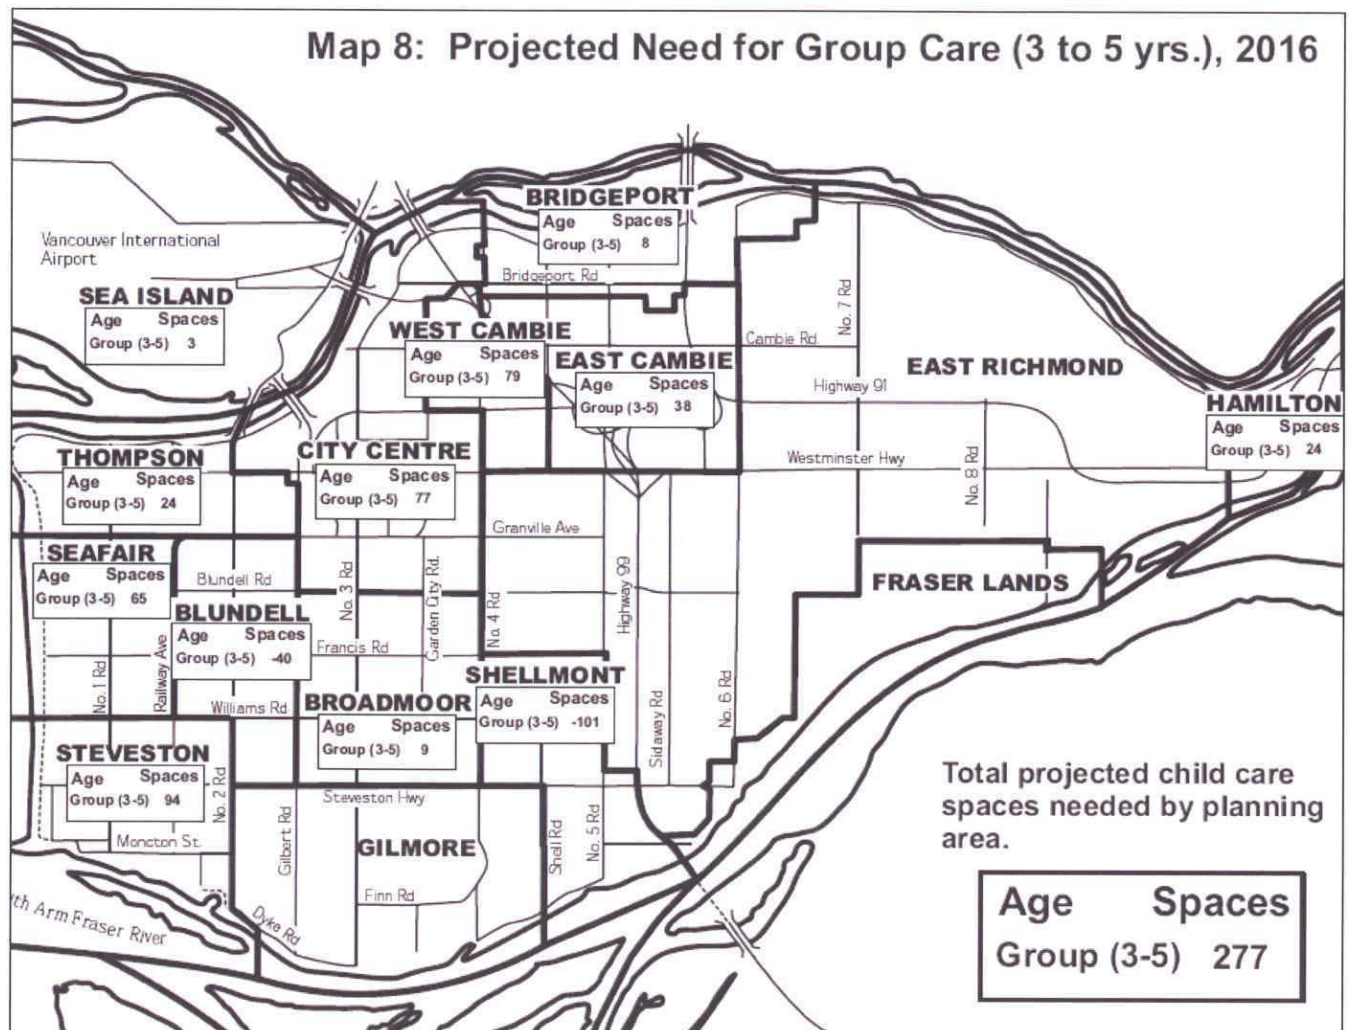 Map 8: Projected Need for Group Care (3 to 5 yrs.), 2016
BRIDGEPORT
Age Spaces
Group (3-5) 8
Vancouver International
Airport
Bridgeport Rd
SEA ISLAND
Age Spaces
Group (3-5) 3
No. 7 Rd
WEST CAMBIE
Age Spaces
Group (3-5) 79
Cambie Rd.
EAST CAMBIE
Age Spaces
Group (3-5) 38
EAST RICHMOND
Highway 91
HAMILTON
Age Spaces
Group (3-5) 24
THOMPSON
Age Spaces
Group (3-5) 24
CITY CENTRE
Age Spaces
Group (3-5) 77
Westminster Hwy
No. 8 Rd
Granville Ave
SEAFAIR
Age Spaces
Group (3-5) 65
Blundell Rd
No. 3 Rd
Garden City Rd.
No. 4 Rd
Highway 99
FRASER LANDS
BLUNDELL
Age Spaces
Group (3-5) -40
Francis Rd
No. 1 Rd
Railway Ave
Williams Rd
BROADMOOR
Age Spaces
Group (3-5) 9
SHELLMONT
Age Spaces
Group (3-5) -101
Sidaway Rd
No. 6 Rd
STEVESTON
Age Spaces
Group (3-5) 94
No. 2 Rd
Steveston Hwy
Moncton St.
Gilbert Rd
GILMORE
Shell Rd
No. 5 Rd
Finn Rd
Dyke Rd
th Arm Fraser River
Total projected child care
spaces needed by planning
area.
Age Spaces
Group (3-5) 277